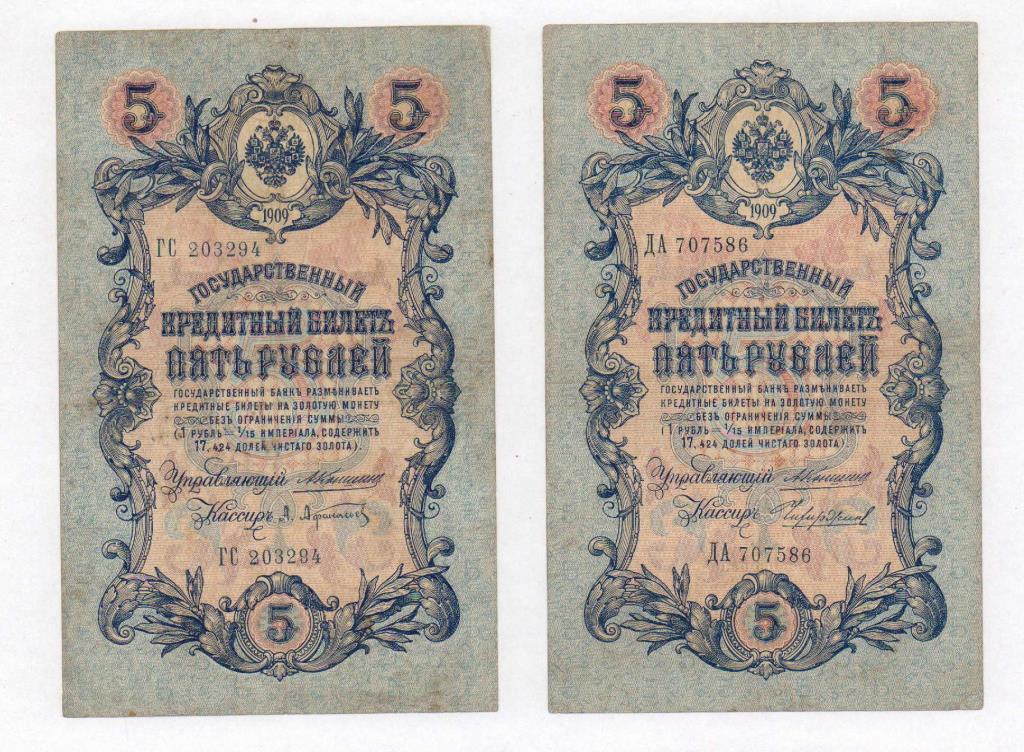 5 5
1909
ГС 203294
ГОСУДАРСТВЕННЫЙ
КРЕДИТНЫЙ БИЛЕТЪ
ПЯТЬ РУБЛЕЙ
ГОСУДАРСТВЕННЫЙ БАНКЪ РАЗМѢНИВАЕТЪ
КРЕДИТНЫЕ БИЛЕТЫ НА ЗОЛОТУЮ МОНЕТУ
БЕЗЪ ОГРАНИЧЕНІЯ СУММЫ
(1 РУБЛЬ = 1/15 ИМПЕРІАЛА, СОДЕРЖИТЪ
17,424 ДОЛЕЙ ЧИСТАГО ЗОЛОТА).
Управляющій
Кассиръ А. Афанасьев
ГС 203294
5
5 5
1909
ДА 707586
ГОСУДАРСТВЕННЫЙ
КРЕДИТНЫЙ БИЛЕТЪ
ПЯТЬ РУБЛЕЙ
ГОСУДАРСТВЕННЫЙ БАНКЪ РАЗМѢНИВАЕТЪ
КРЕДИТНЫЕ БИЛЕТЫ НА ЗОЛОТУЮ МОНЕТУ
БЕЗЪ ОГРАНИЧЕНІЯ СУММЫ
(1 РУБЛЬ = 1/15 ИМПЕРІАЛА, СОДЕРЖИТЪ
17,424 ДОЛЕЙ ЧИСТАГО ЗОЛОТА).
Управляющій
Кассиръ
ДА 707586
5